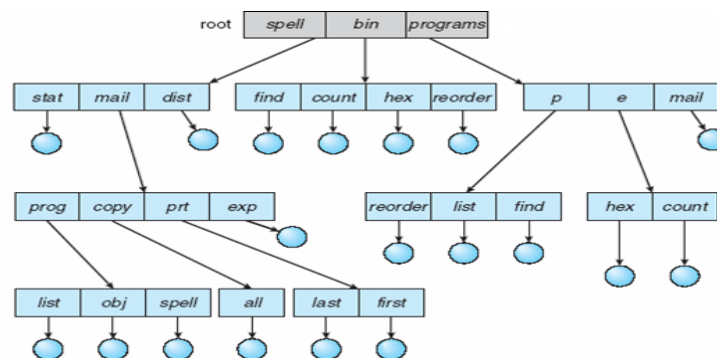 root spell bin programs
stat mail dist find count hex reorder p e mail
prog copy prt exp reorder list find hex count
list obj spell all last first